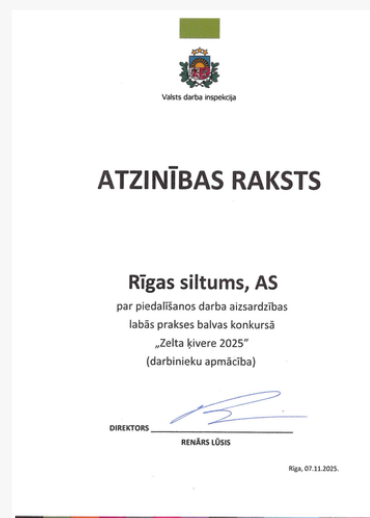 Valsts darba inspekcija
ATZINĪBAS RAKSTS
Rīgas siltums, AS
par piedalīšanos darba aizsardzības
labās prakses balvas konkursā
„Zelta ķivere 2025”
(darbinieku apmācība)
DIREKTORS
RENĀRS LŪSIS
Rīga, 07.11.2025.